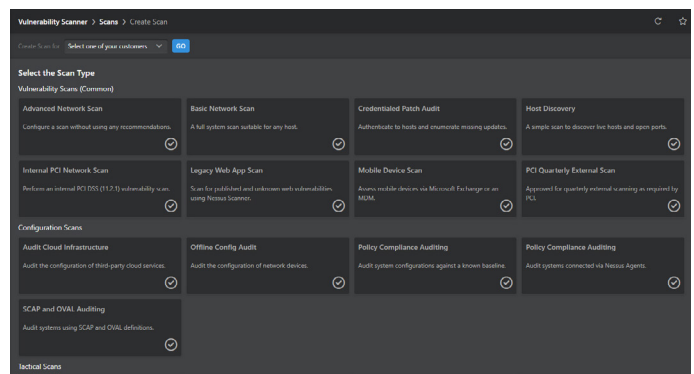 Vulnerability Scanner > Scans > Create Scan
Create Scan for Select one of your customers GO
Select the Scan Type
Vulnerability Scans (Common)
Advanced Network Scan
Configure a scan without using any recommendations.
Basic Network Scan
A full system scan suitable for any host.
Credentialed Patch Audit
Authenticate to hosts and enumerate missing updates.
Host Discovery
A simple scan to discover live hosts and open ports.
Internal PCI Network Scan
Perform an internal PCI DSS (11.2.1) vulnerability scan.
Legacy Web App Scan
Scan for published and unknown web vulnerabilities
using Nessus Scanner.
Mobile Device Scan
Assess mobile devices via Microsoft Exchange or an
MDM.
PCI Quarterly External Scan
Approved for quarterly external scanning as required by
PCI.
Configuration Scans
Audit Cloud Infrastructure
Audit the configuration of third-party cloud services.
Offline Config Audit
Audit the configuration of network devices.
Policy Compliance Auditing
Audit system configurations against a known baseline.
Policy Compliance Auditing
Audit systems connected via Nessus Agents.
SCAP and OVAL Auditing
Audit systems using SCAP and OVAL definitions.
Tactical Scans